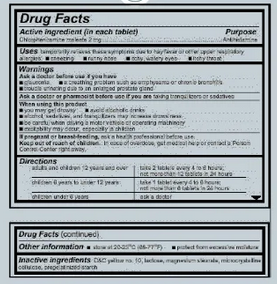 Drug Facts
Active ingredient (in each tablet) Purpose
Chlorpheniramine maleate 2 mg Antihistamine
Uses temporarily relieves these symptoms due to hay fever or other upper respiratory
allergies: ■ sneezing ■ runny nose ■ itchy, watery eyes ■ itchy throat
Warnings
Ask a doctor before use if you have
■ glaucoma ■ a breathing problem such as emphysema or chronic bronchitis
■ trouble urinating due to an enlarged prostate gland
Ask a doctor or pharmacist before use if you are taking tranquilizers or sedatives
When using this product
■ you may get drowsy ■ avoid alcoholic drinks
■ alcohol, sedatives, and tranquilizers may increase drowsiness
■ be careful when driving a motor vehicle or operating machinery
■ excitability may occur, especially in children
If pregnant or breast-feeding, ask a health professional before use.
Keep out of reach of children. In case of overdose, get medical help or contact a Poison
Control Center right away.
Directions
adults and children 12 years and over take 2 tablets every 4 to 6 hours;
not more than 12 tablets in 24 hours
children 6 years to under 12 years take 1 tablet every 4 to 6 hours;
not more than 6 tablets in 24 hours
children under 6 years ask a doctor
Drug Facts (continued)
Other information ■ store at 20-25°C (68-77°F) ■ protect from excessive moisture
Inactive ingredients D&C yellow no. 10, lactose, magnesium stearate, microcrystalline
cellulose, pregelatinized starch